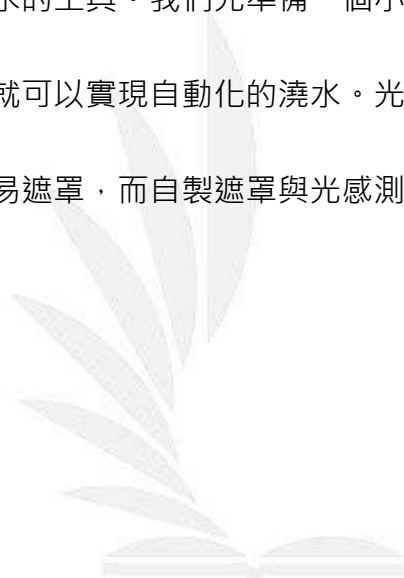 水的工具。我們先準備一個小
就可以實現自動化的澆水。光
易遮罩，而自製遮罩與光感測